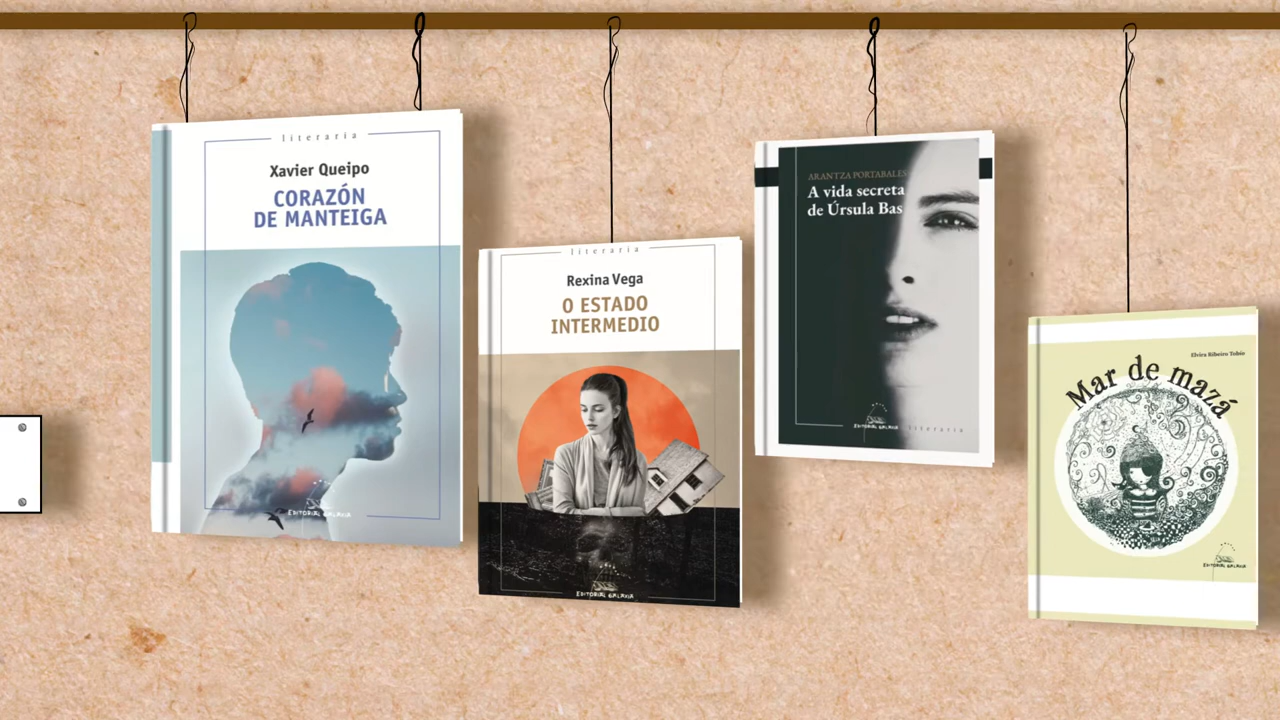 literaria
Xavier Queipo
CORAZÓN
DE MANTEIGA
EDITORIAL GALAXIA
literaria
Rexina Vega
O ESTADO
INTERMEDIO
EDITORIAL GALAXIA
ARANTZA PORTABALES
A vida secreta
de Úrsula Bas
EDITORIAL GALAXIA
literaria
Elvira Ribeiro Tobío
Mar de mazá
EDITORIAL GALAXIA